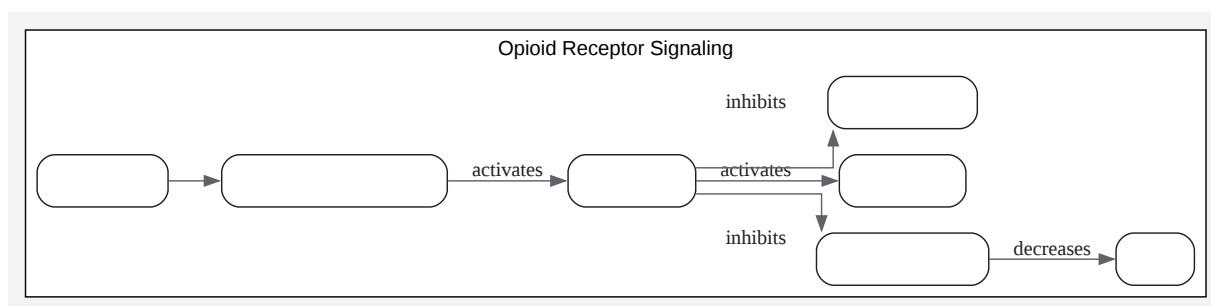 Opioid Receptor Signaling
inhibits
activates
activates
inhibits
decreases